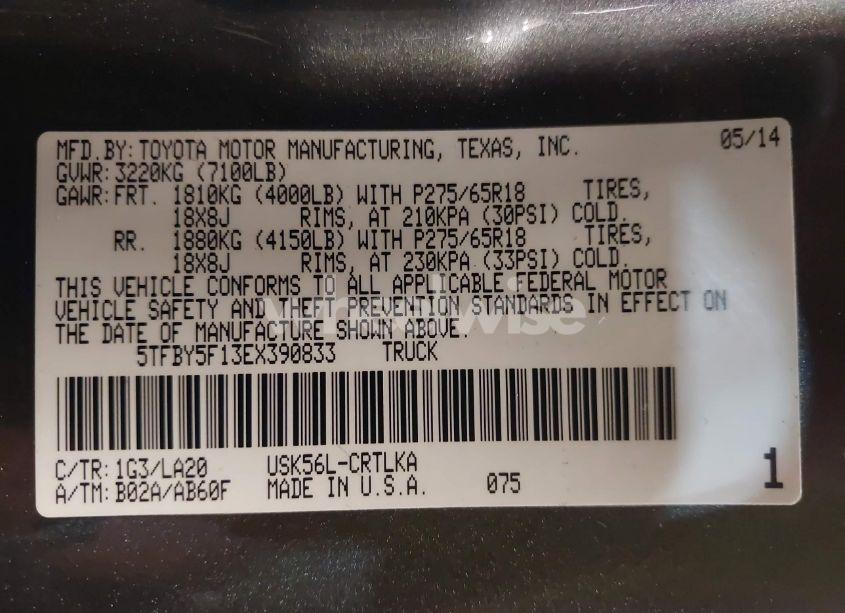 MFD.BY:TOYOTA MOTOR MANUFACTURING, TEXAS, INC. 05/14
GVWR:3220KG (7100LB)
GAWR:FRT. 1810KG (4000LB) WITH P275/65R18 TIRES,
18X8J RIMS, AT 210KPA (30PSI) COLD.
RR. 1880KG (4150LB) WITH P275/65R18 TIRES,
18X8J RIMS, AT 230KPA (33PSI) COLD.
THIS VEHICLE CONFORMS TO ALL APPLICABLE FEDERAL MOTOR
VEHICLE SAFETY AND THEFT PREVENTION STANDARDS IN EFFECT ON
THE DATE OF MANUFACTURE SHOWN ABOVE.
5TFBY5F13EX390833 TRUCK
C/TR: 1G3/LA20 USK56L-CRTLKA
A/TM: B02A/AB60F MADE IN U.S.A. 075 1